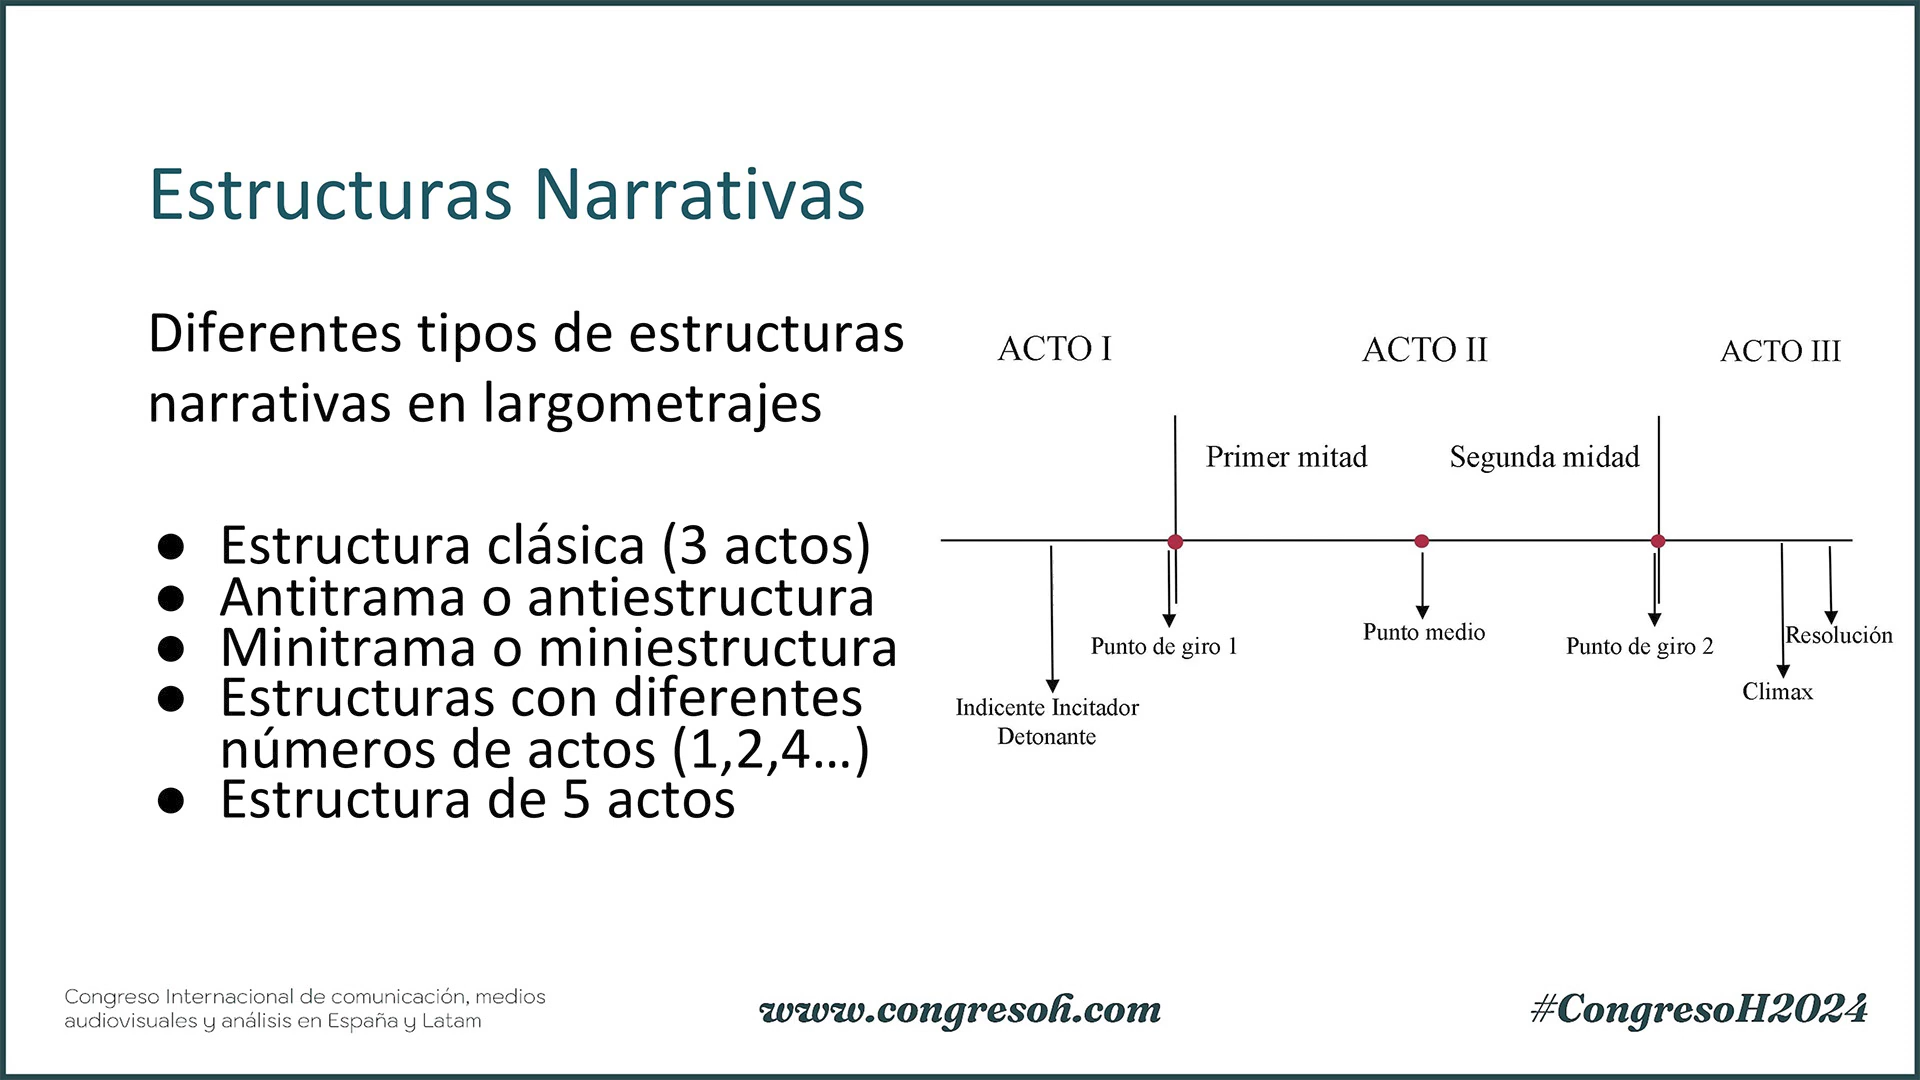 Estructuras Narrativas
Diferentes tipos de estructuras
narrativas en largometrajes
● Estructura clásica (3 actos)
● Antitrama o antiestructura
● Minitrama o miniestructura
● Estructuras con diferentes
números de actos (1,2,4...)
● Estructura de 5 actos
ACTO I
ACTO II
ACTO III
Primer mitad
Segunda midad
Indicente Incitador
Detonante
Punto de giro 1
Punto medio
Punto de giro 2
Climax
Resolución
Congreso Internacional de comunicación, medios
audiovisuales y análisis en España y Latam
www.congresoh.com
#CongresoH2024